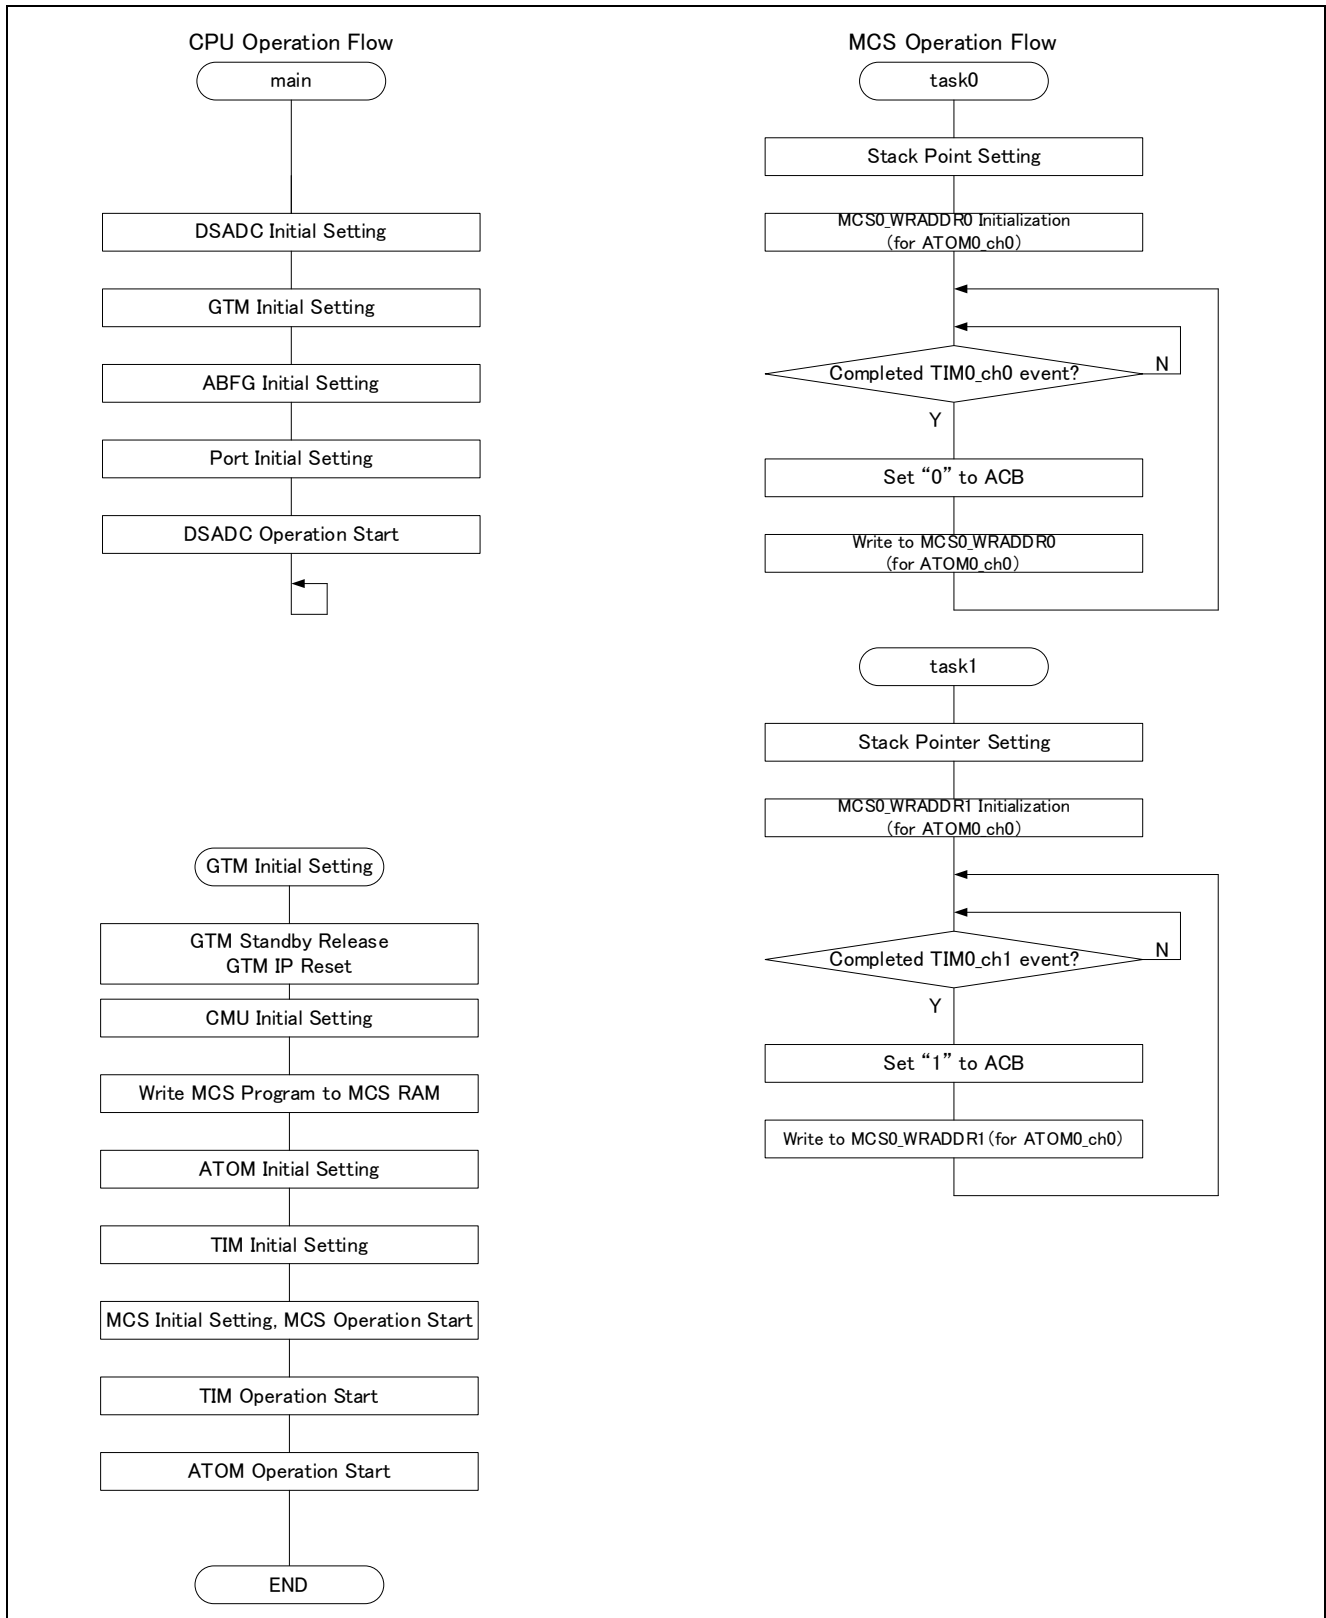 CPU Operation Flow
main
DSADC Initial Setting
GTM Initial Setting
ABFG Initial Setting
Port Initial Setting
DSADC Operation Start
GTM Initial Setting
GTM Standby Release
GTM IP Reset
CMU Initial Setting
Write MCS Program to MCS RAM
ATOM Initial Setting
TIM Initial Setting
MCS Initial Setting, MCS Operation Start
TIM Operation Start
ATOM Operation Start
END
MCS Operation Flow
task0
Stack Point Setting
MCS0_WRADDR0 Initialization
(for ATOM0_ch0)
Completed TIM0_ch0 event?
N
Y
Set “0” to ACB
Write to MCS0_WRADDR0
(for ATOM0_ch0)
task1
Stack Pointer Setting
MCS0_WRADDR1 Initialization
(for ATOM0_ch0)
Completed TIM0_ch1 event?
N
Y
Set “1” to ACB
Write to MCS0_WRADDR1(for ATOM0_ch0)